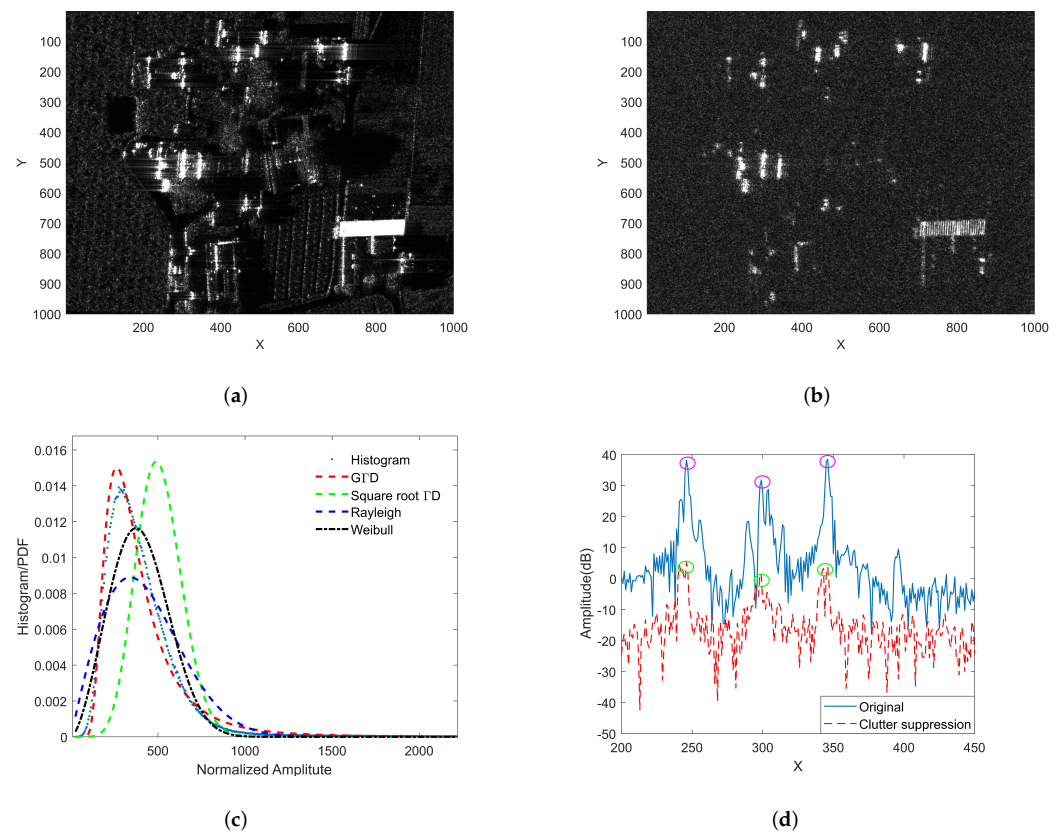 100
200
300
400
500
600
700
800
900
1000
Y
200 400 600 800 1000
X
(a)
100
200
300
400
500
600
700
800
900
1000
Y
200 400 600 800 1000
X
(b)
0.016
0.014
0.012
0.01
0.008
0.006
0.004
0.002
0
Histogram/PDF
500 1000 1500 2000
Normalized Amplitute
Histogram
GΓD
Square root ΓD
Rayleigh
Weibull
(c)
40
30
20
10
0
-10
-20
-30
-40
-50
Amplitude(dB)
200 250 300 350 400 450
X
Original
Clutter suppression
(d)